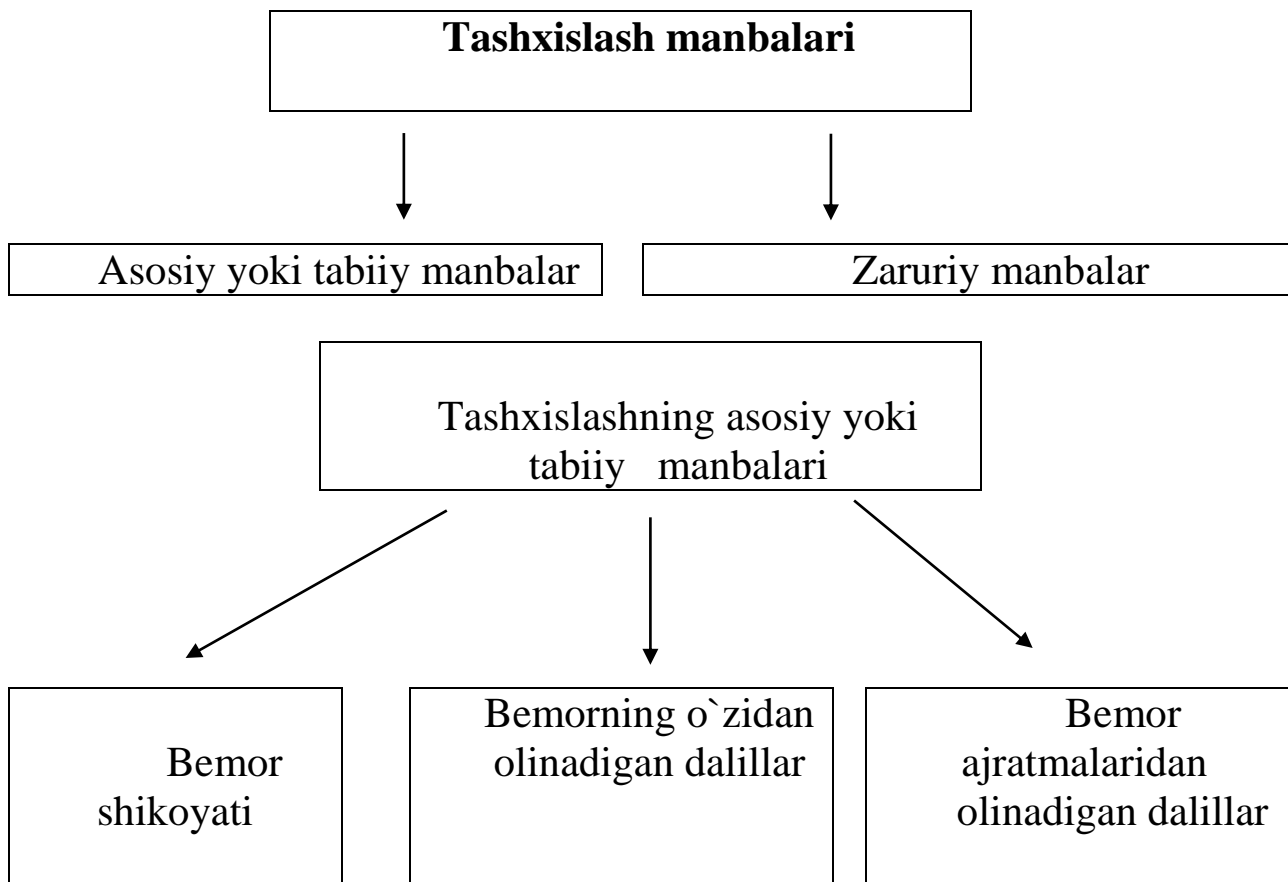 Tashxislash manbalari
Asosiy yoki tabiiy manbalar
Zaruriy manbalar
Tashxislashning asosiy yoki
tabiiy manbalari
Bemor
shikoyati
Bemorning o`zidan
olinadigan dalillar
Bemor
ajratmalaridan
olinadigan dalillar